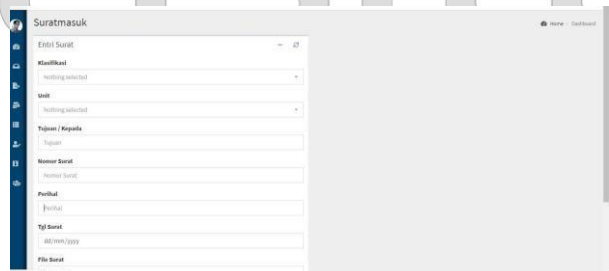 Suratmasuk
Home Dashboard
Entri Surat
Klasifikasi
Nothing selected
Unit
Nothing selected
Tujuan / Kepada
Tujuan
Nomor Surat
Nomor Surat
Perihal
Perihal
Tgl Surat
dd/mm/yyyy
File Surat